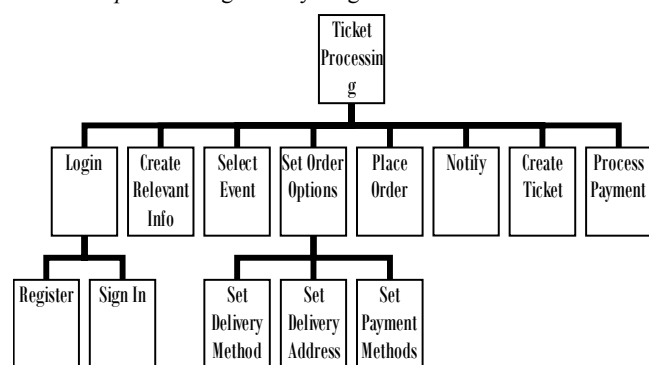 Ticket
Processin
g
Login
Create
Relevant
Info
Select
Event
Set Order
Options
Place
Order
Notify
Create
Ticket
Process
Payment
Register
Sign In
Set
Delivery
Method
Set
Delivery
Address
Set
Payment
Methods